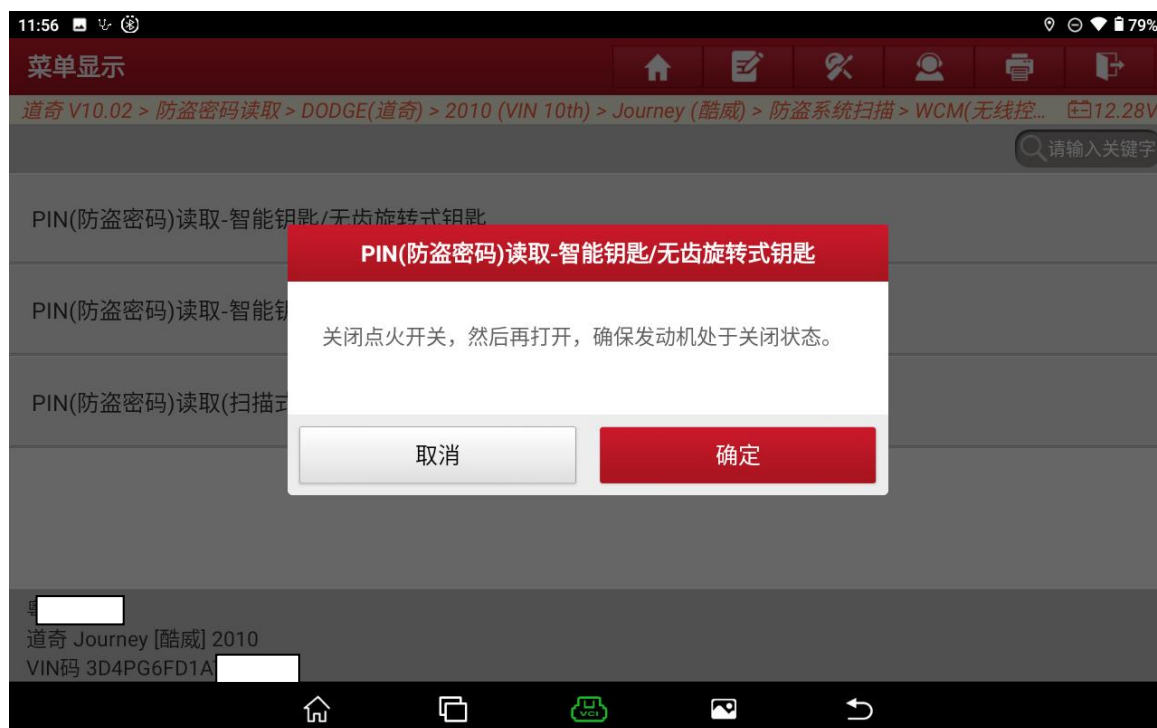 11:56
79%
菜单显示
道奇 V10.02 > 防盗密码读取 > DODGE(道奇) > 2010 (VIN 10th) > Journey (酷威) > 防盗系统扫描 > WCM(无线控... 12.28V
请输入关键字
PIN(防盗密码)读取-智能钥匙/无齿旋转式钥匙
PIN(防盗密码)读取-智能钥匙/无齿旋转式钥匙
PIN(防盗密码)读取-智能
关闭点火开关，然后再打开，确保发动机处于关闭状态。
PIN(防盗密码)读取(扫描式
取消
确定
道奇 Journey [酷威] 2010
VIN码 3D4PG6FD1A
VCI